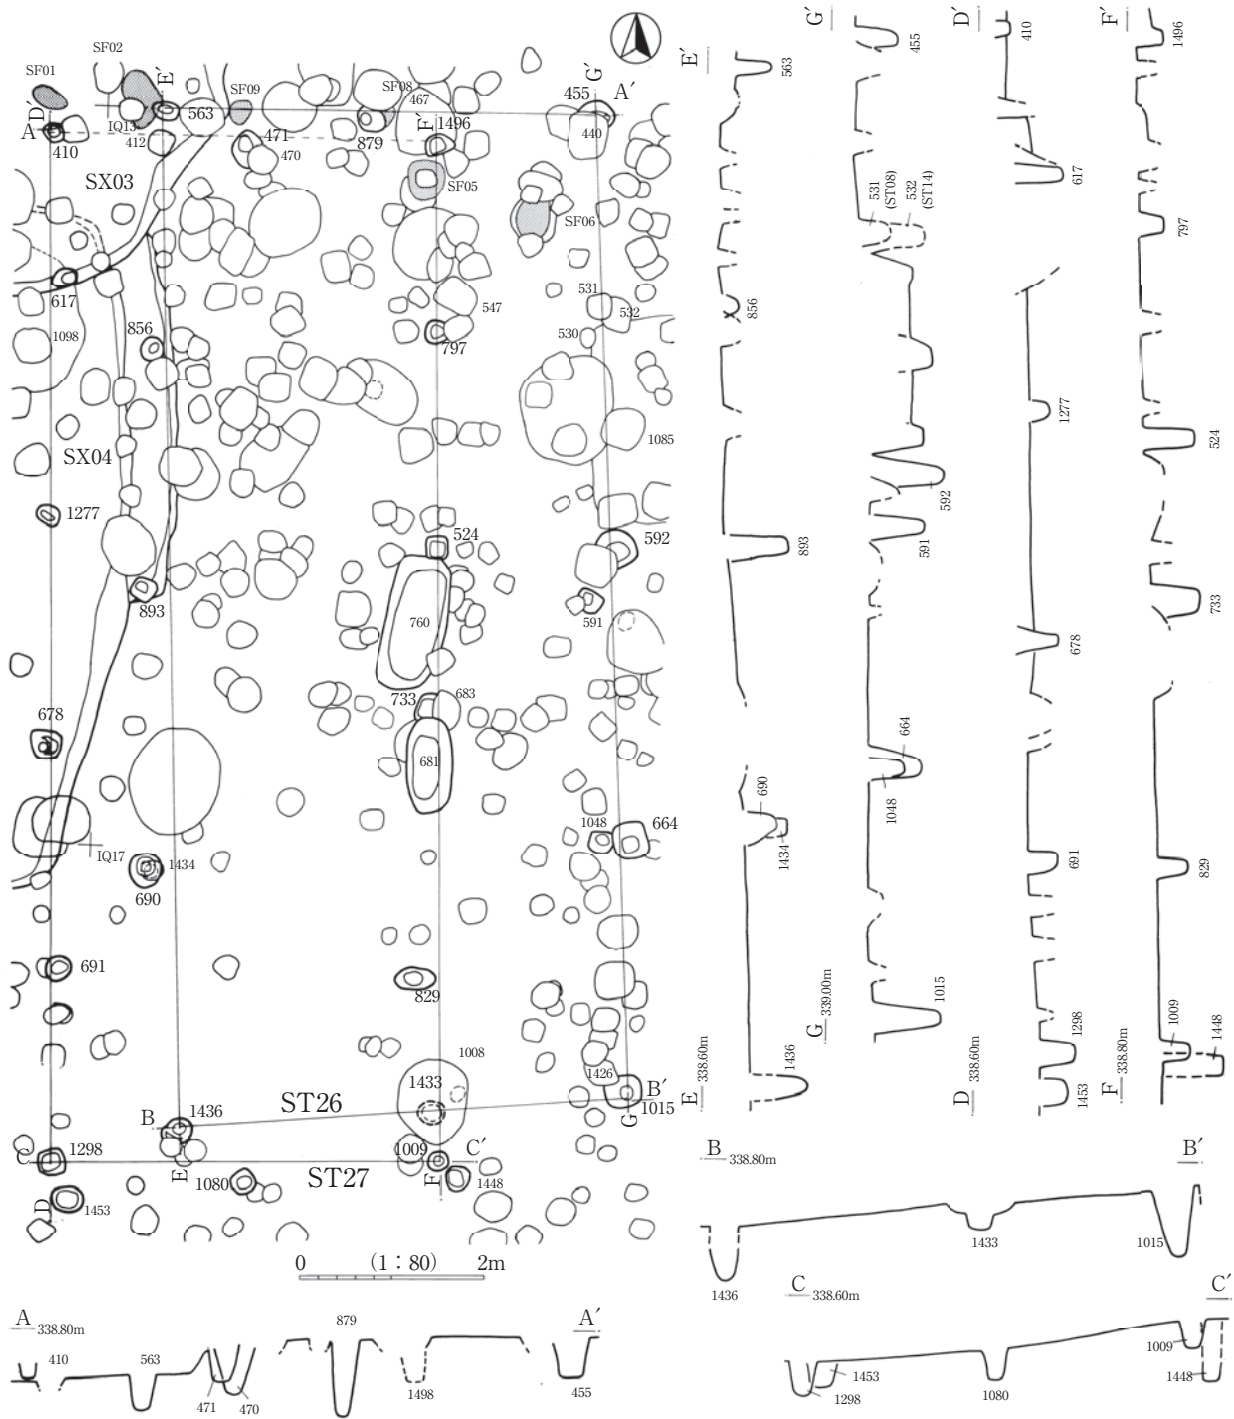 SF02
SF01
D′
E′
SF09
SF08
467
G′
455
A′
A
410
IQ13
412
563
471
470
879
F′
1496
440
SX03
SF05
SF06
617
1098
856
547
797
531
532
530
SX04
1085
1277
524
592
893
760
591
678
733
683
681
1048
664
IQ17
1434
690
691
829
1008
1433
1426
B
1436
ST26
B′
1015
G
C
1298
E
1009
C′
ST27
F
1080
1448
D
1453
0 (1：80) 2m
E′
563
856
893
690
1434
1436
E 338.60m
G′
455
531
(ST08)
532
(ST14)
592
591
664
1048
1015
G 339.00m
D′
410
617
1277
678
691
1298
1453
D 338.60m
F′
1496
797
524
733
829
1009
1448
F 338.80m
B 338.80m
B′
1436
1433
1015
C 338.60m
C′
1453
1298
1080
1009
1448
A 338.80m
A′
410
563
471
470
879
1498
455